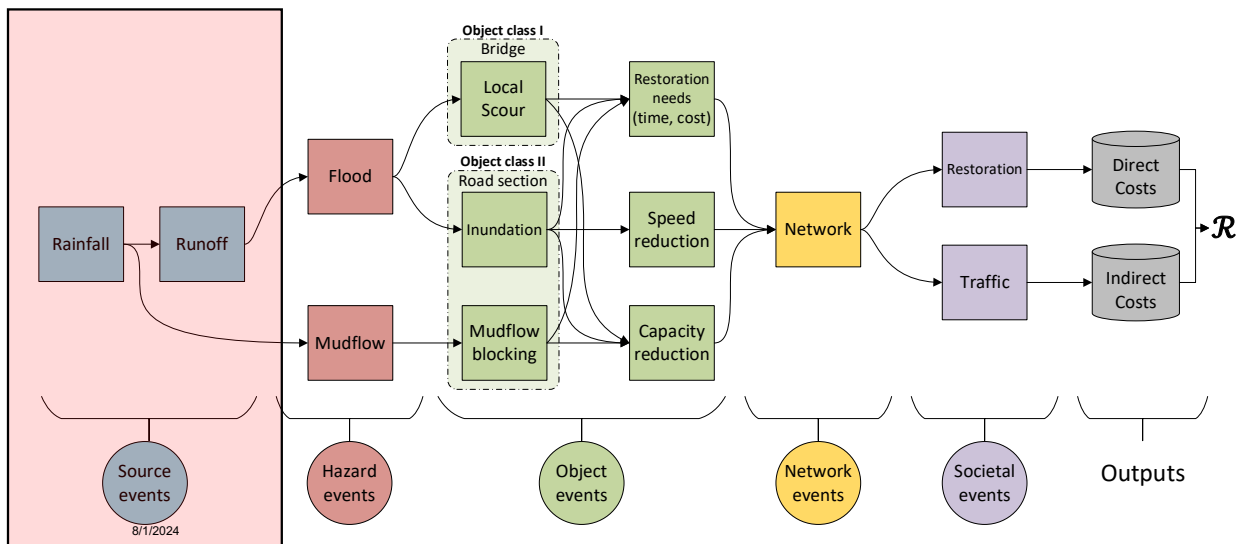 Object class I
Bridge
Local
Scour
Restoration
needs
(time, cost)
Flood
Object class II
Road section
Restoration
Direct
Costs
Rainfall
Runoff
Inundation
Speed
reduction
Network
ℛ
Traffic
Indirect
Costs
Mudflow
Mudflow
blocking
Capacity
reduction
Source
events
Hazard
events
Object
events
Network
events
Societal
events
Outputs
8/1/2024